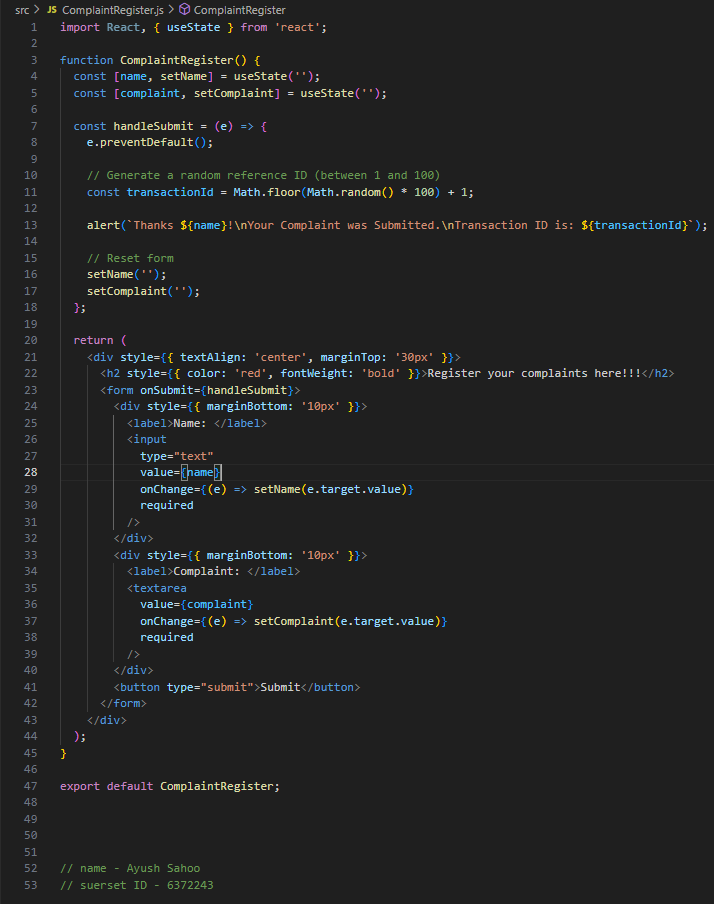 src > JS ComplaintRegister.js > ComplaintRegister
1 import React, { useState } from 'react';
2
3 function ComplaintRegister() {
4   const [name, setName] = useState('');
5   const [complaint, setComplaint] = useState('');
6
7   const handleSubmit = (e) => {
8     e.preventDefault();
9
10     // Generate a random reference ID (between 1 and 100)
11     const transactionId = Math.floor(Math.random() * 100) + 1;
12
13     alert(`Thanks ${name}!\nYour Complaint was Submitted.\nTransaction ID is: ${transactionId}`);
14
15     // Reset form
16     setName('');
17     setComplaint('');
18   };
19
20   return (
21     <div style={{ textAlign: 'center', marginTop: '30px' }}>
22       <h2 style={{ color: 'red', fontWeight: 'bold' }}>Register your complaints here!!!</h2>
23       <form onSubmit={handleSubmit}>
24         <div style={{ marginBottom: '10px' }}>
25           <label>Name: </label>
26           <input
27             type="text"
28             value={name}
29             onChange={(e) => setName(e.target.value)}
30             required
31           />
32         </div>
33         <div style={{ marginBottom: '10px' }}>
34           <label>Complaint: </label>
35           <textarea
36             value={complaint}
37             onChange={(e) => setComplaint(e.target.value)}
38             required
39           />
40         </div>
41         <button type="submit">Submit</button>
42       </form>
43     </div>
44   );
45 }
46
47 export default ComplaintRegister;
48
49
50
51
52 // name - Ayush Sahoo
53 // suerset ID - 6372243